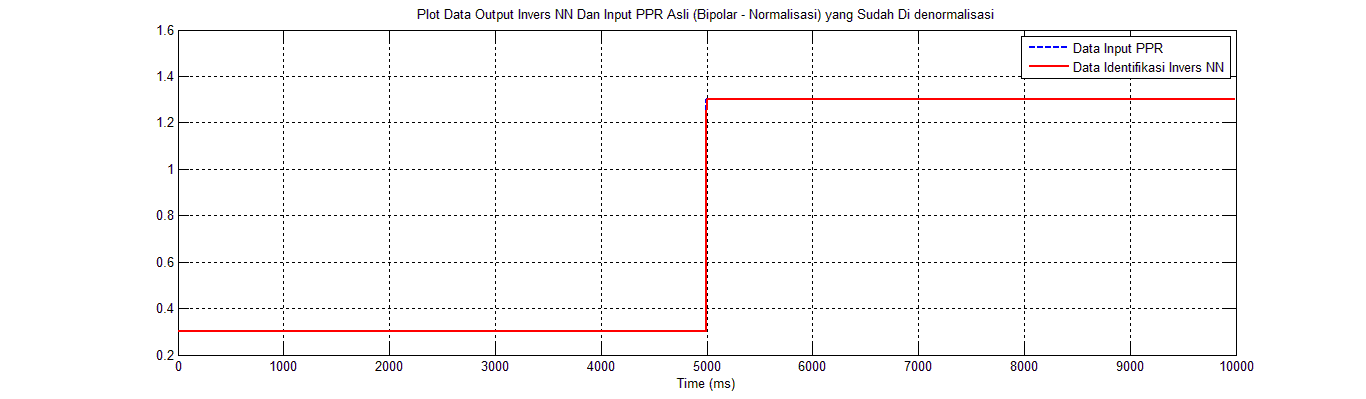 Plot Data Output Invers NN Dan Input PPR Asli (Bipolar - Normalisasi) yang Sudah Di denormalisasi
1.6
Data Input PPR
Data Identifikasi Invers NN
1.4
1.2
1
0.8
0.6
0.4
0.2
0 1000 2000 3000 4000 5000 6000 7000 8000 9000 10000
Time (ms)